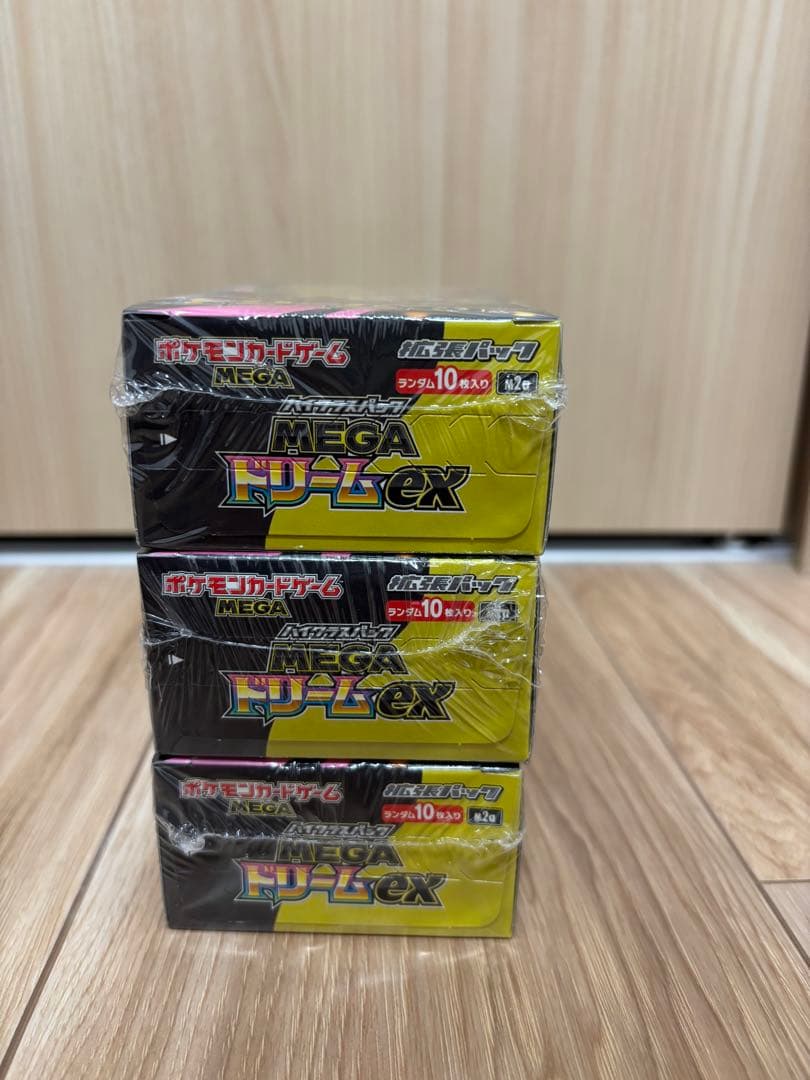 ポケモンカードゲーム 拡張パック
MEGA ランダム10枚入り M2a
ハイクラスパック
MEGA
ドリームex
ポケモンカードゲーム 拡張パック
MEGA ランダム10枚入り
ハイクラスパック
MEGA
ドリームex
ポケモンカードゲーム 拡張パック
MEGA ランダム10枚入り M2a
ハイクラスパック
MEGA
ドリームex